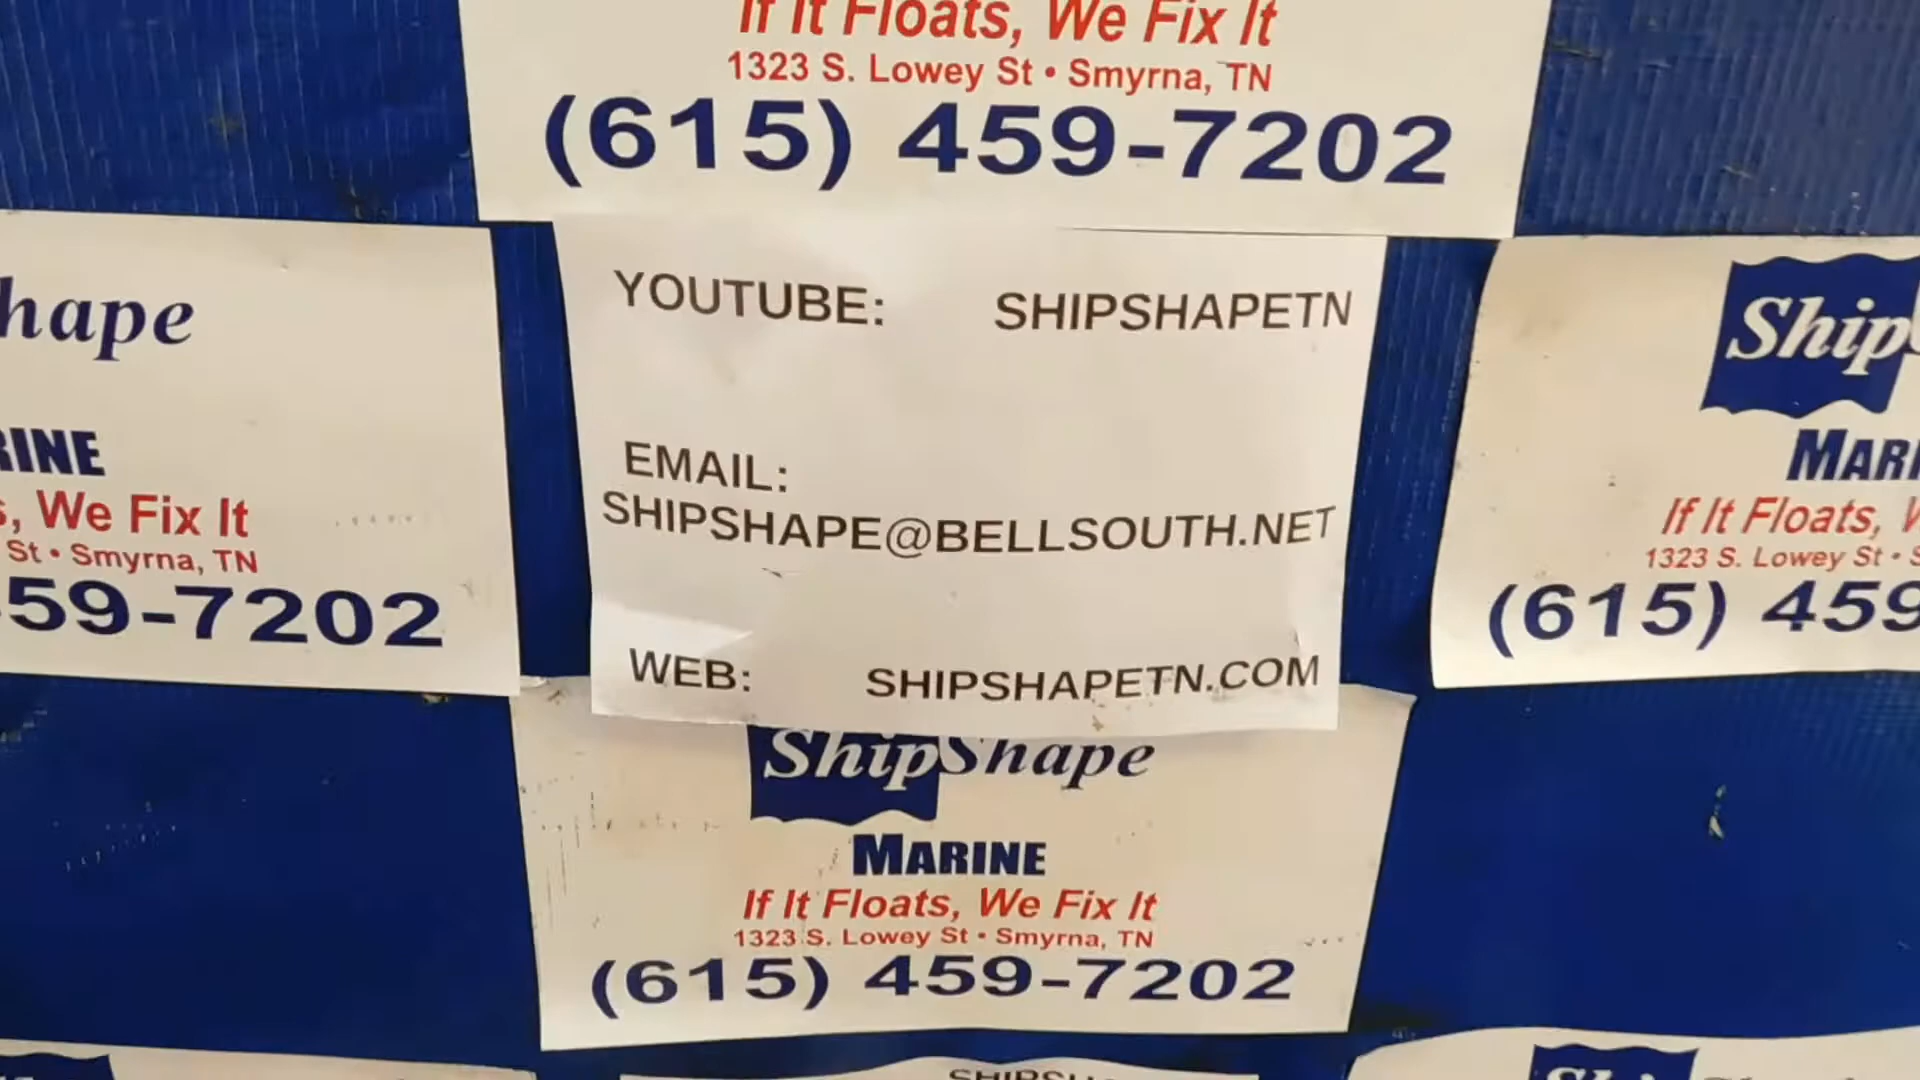 If It Floats, We Fix It
1323 S. Lowey St • Smyrna, TN
(615) 459-7202
hape
RINE
s, We Fix It
St • Smyrna, TN
59-7202
YOUTUBE: SHIPSHAPETN
EMAIL:
SHIPSHAPE@BELLSOUTH.NET
WEB: SHIPSHAPETN.COM
Ship
MARI
If It Floats, W
1323 S. Lowey St • S
(615) 459
ShipShape
MARINE
If It Floats, We Fix It
1323 S. Lowey St • Smyrna, TN
(615) 459-7202